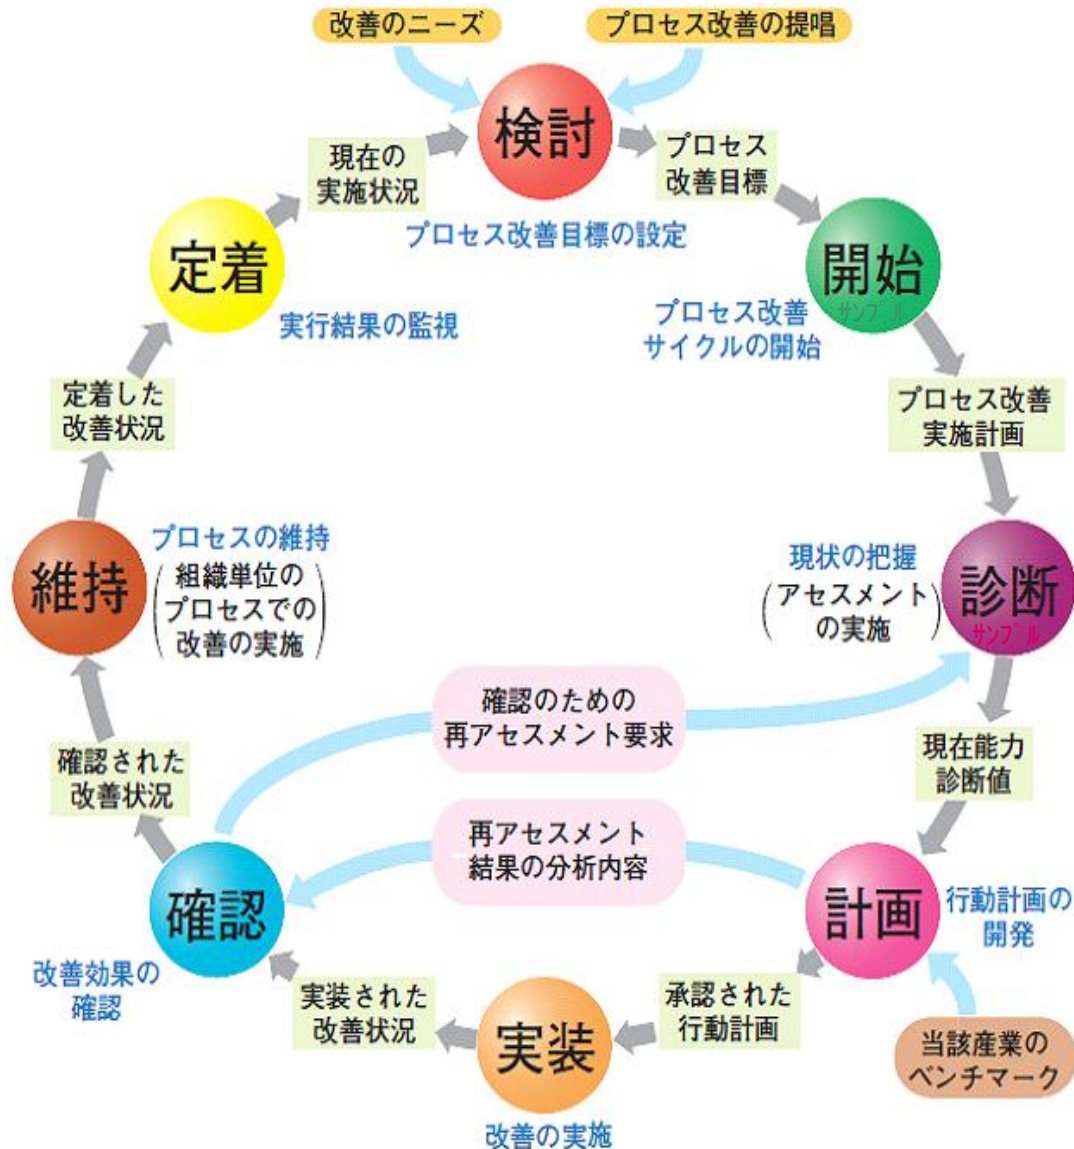 改善のニーズ
プロセス改善の提唱
検討
プロセス
改善目標
現在の
実施状況
プロセス改善目標の設定
定着
実行結果の監視
開始
サンプル
プロセス改善
サイクルの開始
定着した
改善状況
プロセス改善
実施計画
維持
プロセスの維持
(組織単位の
プロセスでの
改善の実施)
現状の把握
(アセスメント
の実施)
診断
サンプル
確認のための
再アセスメント要求
現在能力
診断値
確認された
改善状況
再アセスメント
結果の分析内容
確認
改善効果の
確認
計画
行動計画の
開発
実装された
改善状況
承認された
行動計画
実装
改善の実施
当該産業の
ベンチマーク